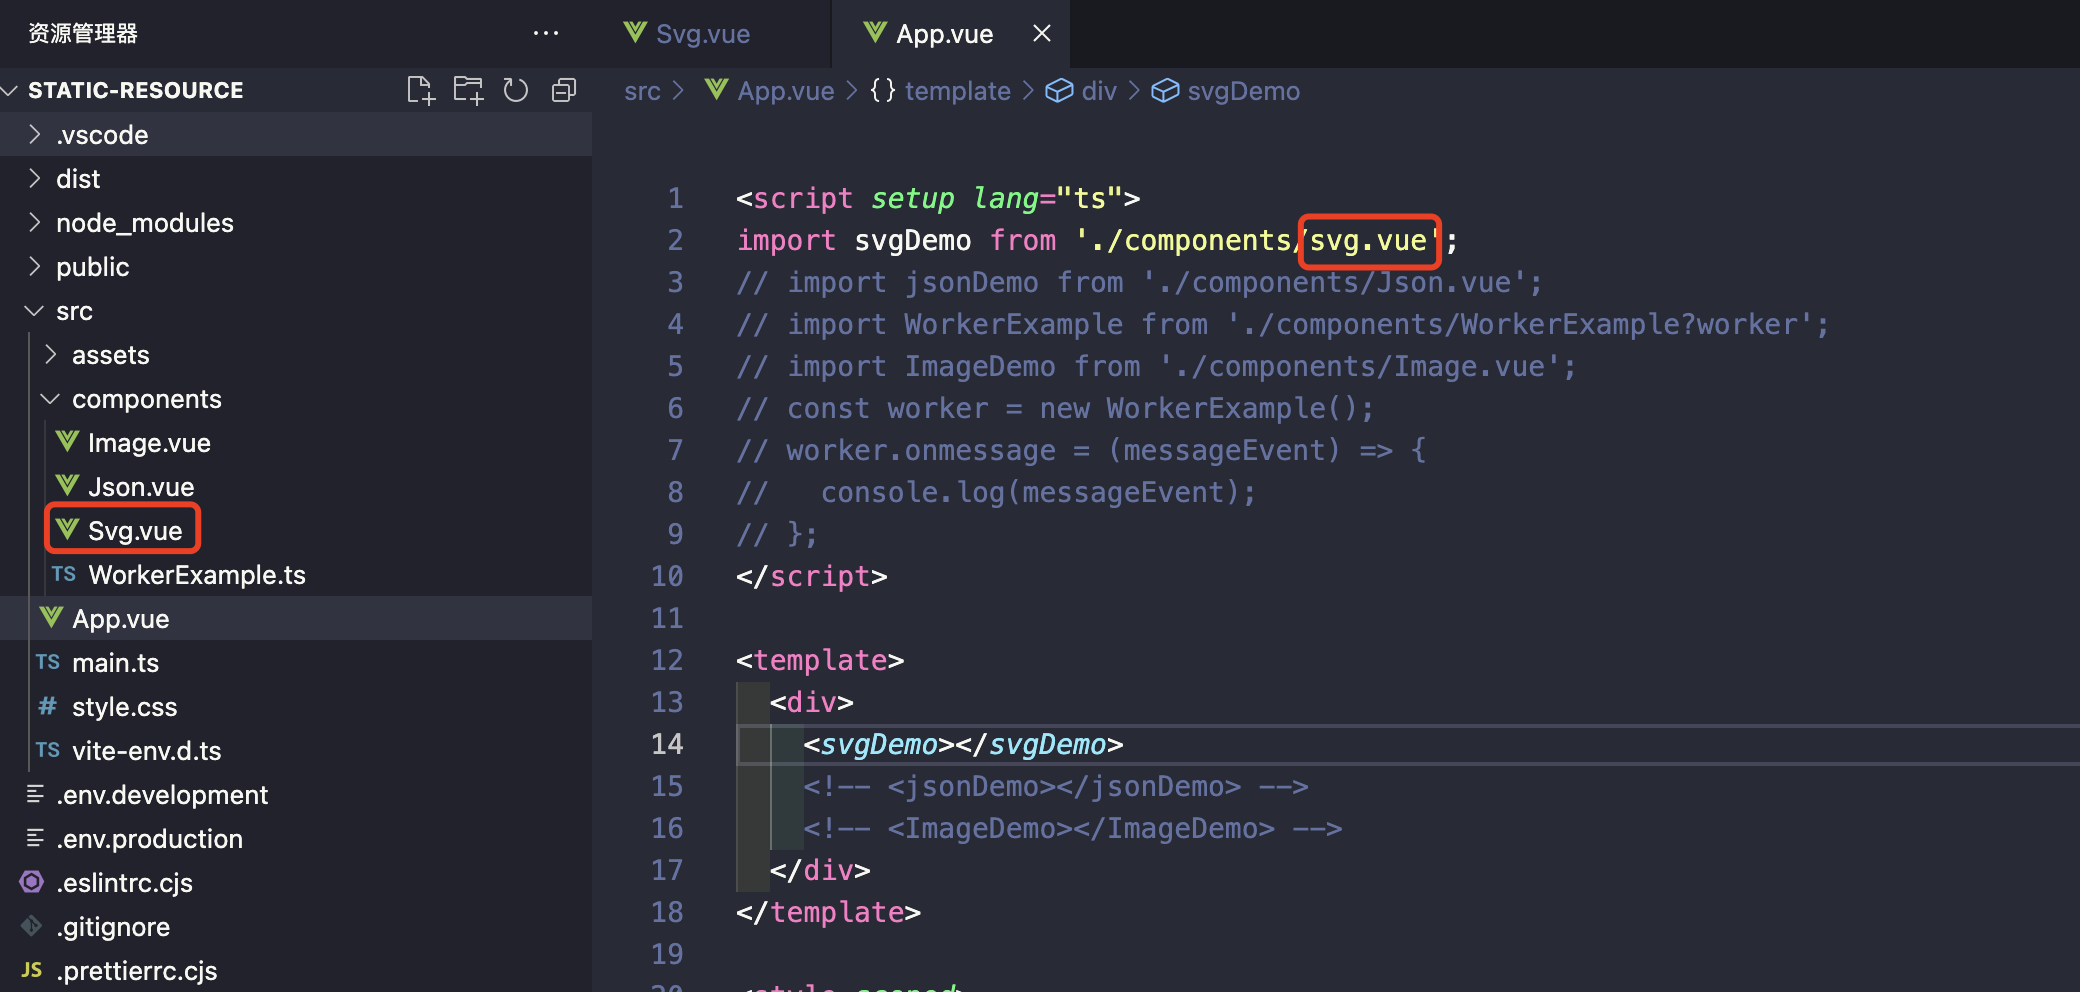 资源管理器
STATIC-RESOURCE
.vscode
dist
node_modules
public
src
assets
components
Image.vue
Json.vue
Svg.vue
TS WorkerExample.ts
App.vue
TS main.ts
# style.css
TS vite-env.d.ts
.env.development
.env.production
.eslintrc.cjs
.gitignore
JS .prettierrc.cjs
Svg.vue
App.vue
src > App.vue > {} template > div > svgDemo
1 <script setup lang="ts">
2 import svgDemo from './components/svg.vue';
3 // import jsonDemo from './components/Json.vue';
4 // import WorkerExample from './components/WorkerExample?worker';
5 // import ImageDemo from './components/Image.vue';
6 // const worker = new WorkerExample();
7 // worker.onmessage = (messageEvent) => {
8 //   console.log(messageEvent);
9 // };
10 </script>
11
12 <template>
13   <div>
14     <svgDemo></svgDemo>
15     <!-- <jsonDemo></jsonDemo> -->
16     <!-- <ImageDemo></ImageDemo> -->
17   </div>
18 </template>
19
20 <style scoped>